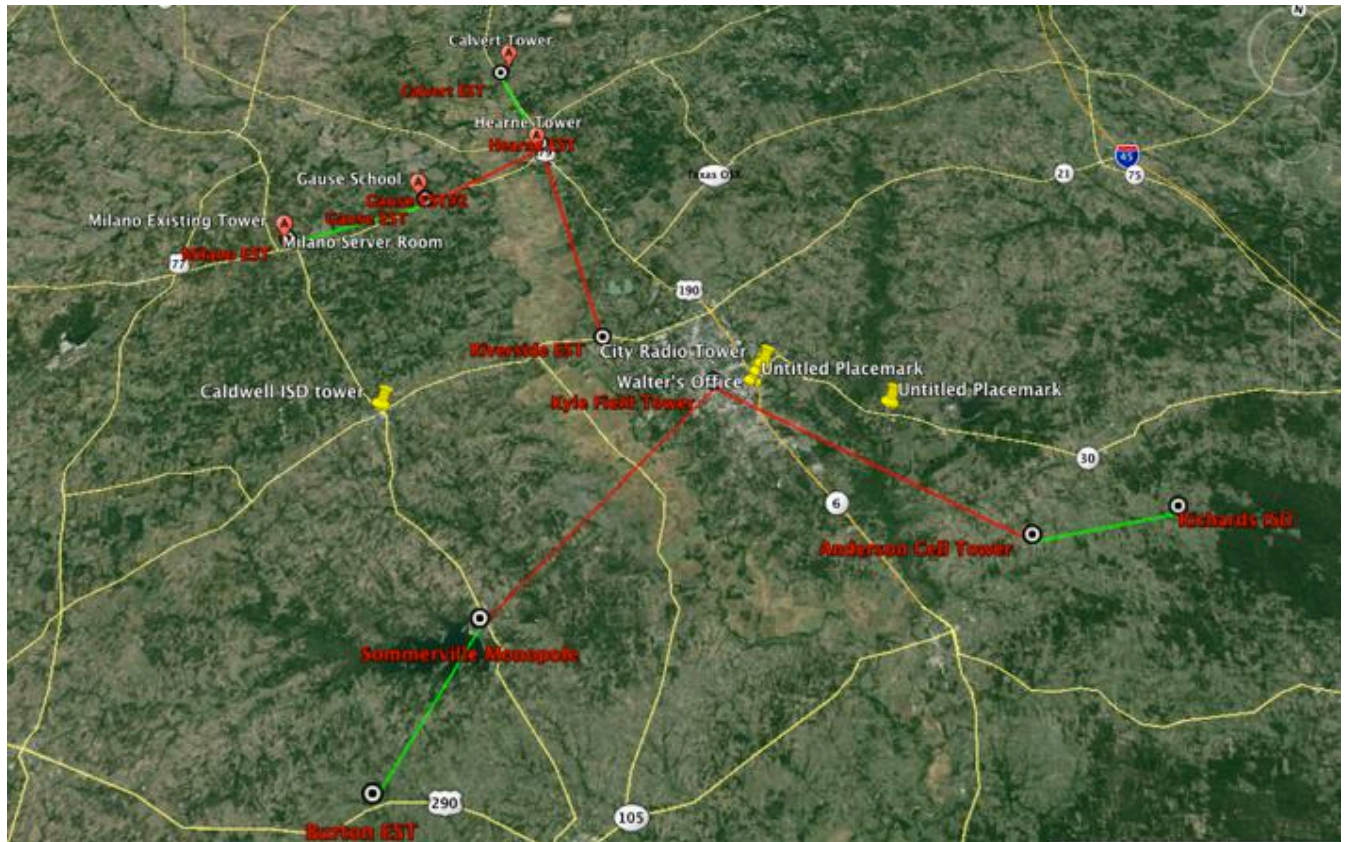 N
Calvert Tower
Calvert EST
Hearne Tower
Hearne EST
45
75
21
Texas OSR
Gause School
Gause EST
Milano Existing Tower
Milano Server Room
Milano EST
77
190
Riverside EST
City Radio Tower
Untitled Placemark
Walter's Office
Kyle Field Tower
Untitled Placemark
Caldwell ISD tower
30
6
Richards ISD
Anderson Cell Tower
Sommerville Monopole
290
105
Burton EST